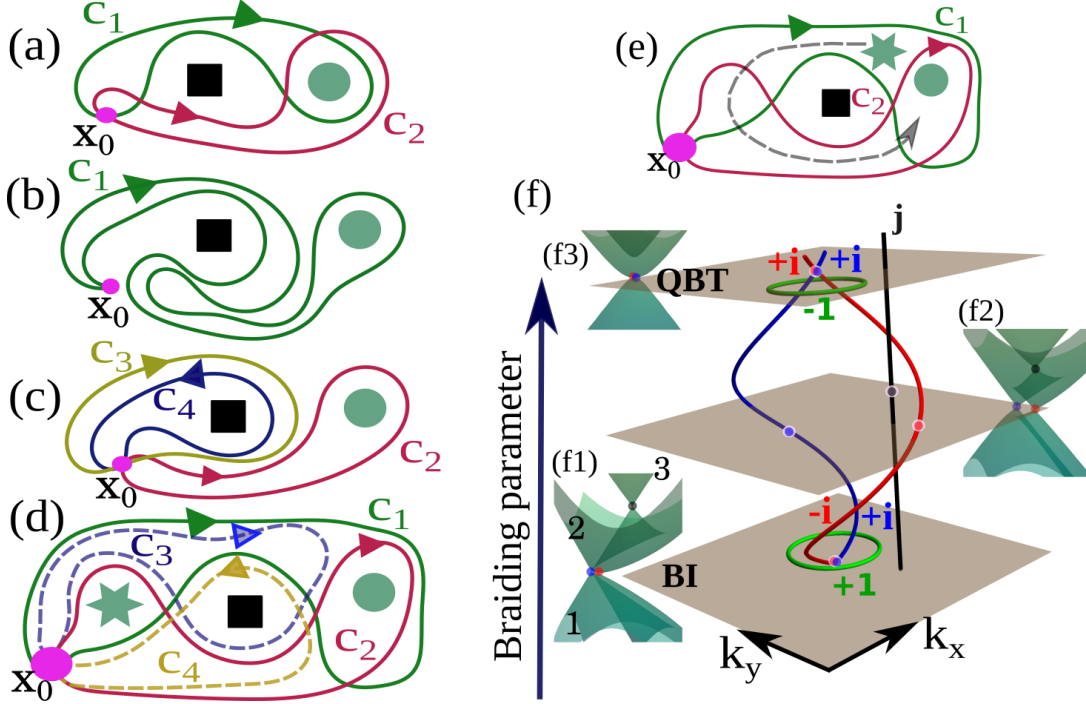 (a)
c1
c2
x0
(b)
c1
x0
(c)
c3
c4
c2
x0
(d)
c1
c3
c4
c2
x0
(e)
c1
c2
x0
(f)
j
(f3)
+i +i
QBT
-1
(f2)
Braiding parameter
(f1)
3
2
1
-i +i
BI
+1
ky
kx